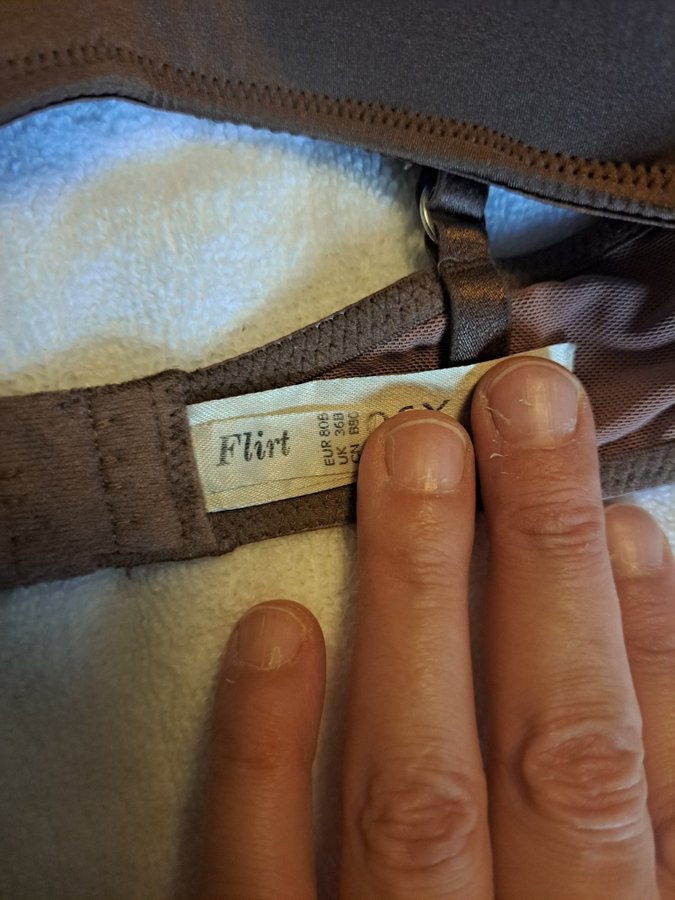 Flirt
EUR 80B
UK 36B
CN B80